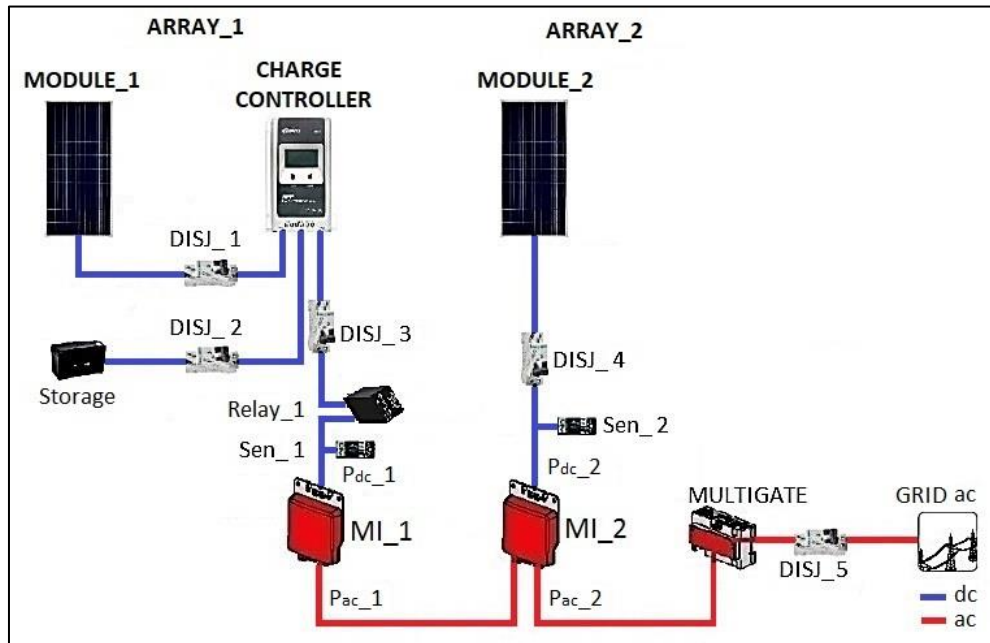 ARRAY_1
ARRAY_2
MODULE_1
CHARGE
CONTROLLER
MODULE_2
DISJ_ 1
DISJ_ 2
DISJ_ 3
DISJ_ 4
Storage
Relay_1
Sen_ 1
Sen_ 2
Pdc_1
Pdc_2
MULTIGATE
GRID ac
MI_1
MI_2
DISJ_5
Pac_1
Pac_2
dc
ac